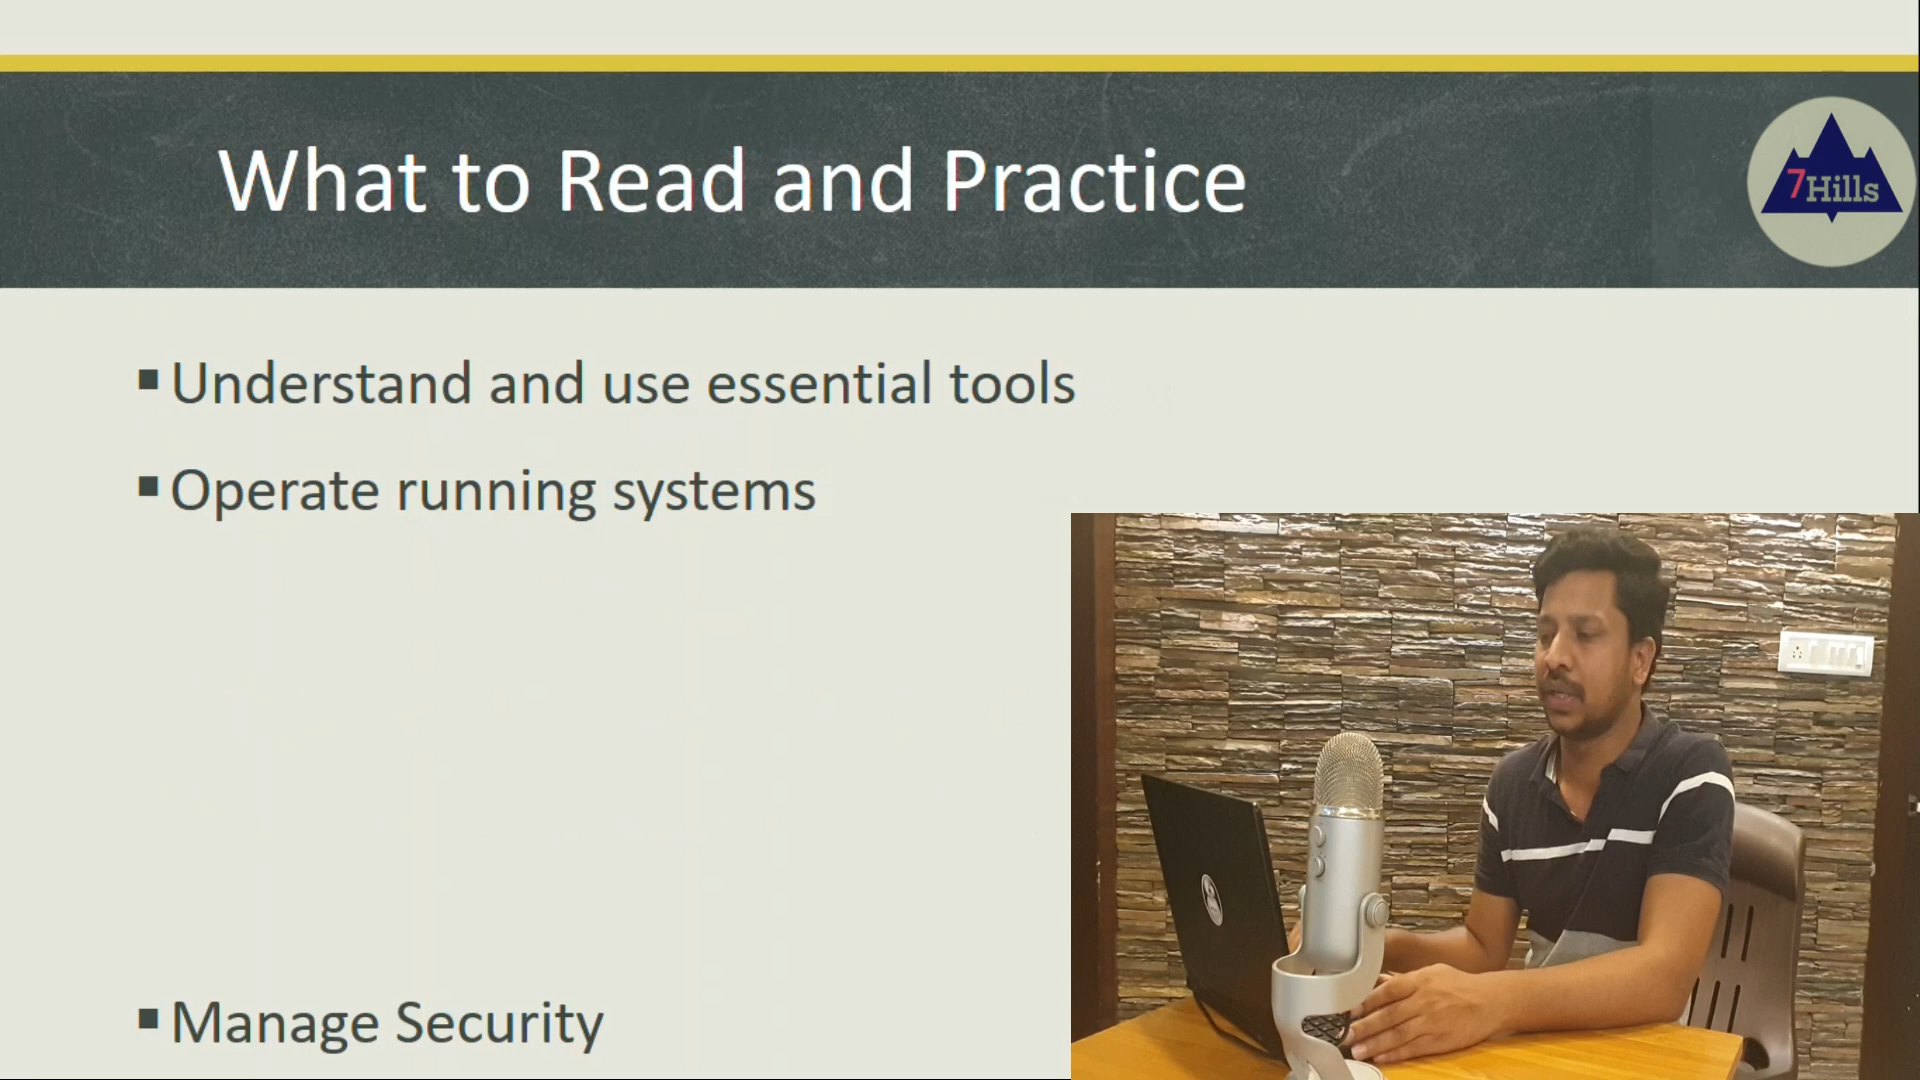 What to Read and Practice
7Hills
Understand and use essential tools
Operate running systems
Manage Security